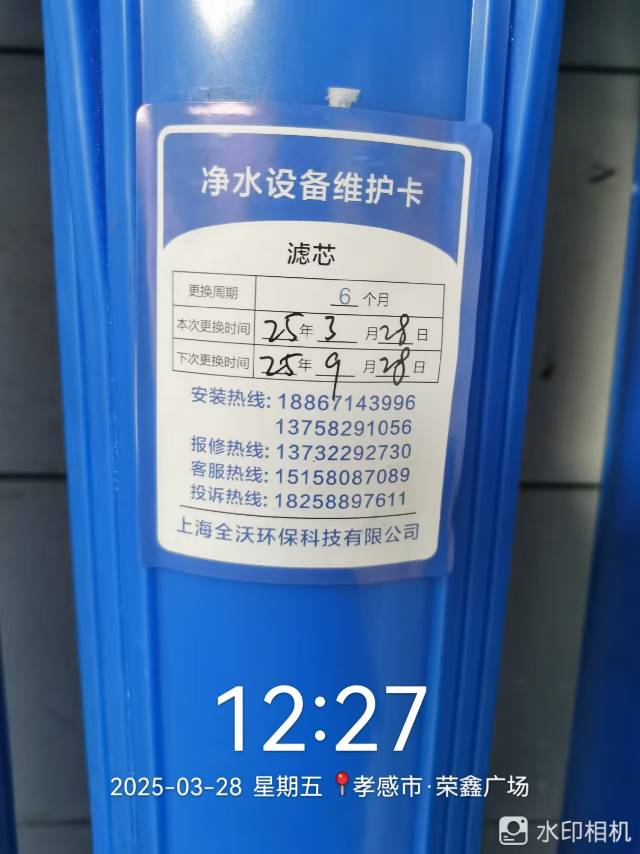 净水设备维护卡
滤芯
更换周期 6 个月
本次更换时间 25年 3 月 28 日
下次更换时间 25年 9 月 28 日
安装热线: 18867143996
13758291056
报修热线: 13732292730
客服热线: 15158087089
投诉热线: 18258897611
上海全沃环保科技有限公司
12:27
2025-03-28 星期五 孝感市·荣鑫广场
水印相机